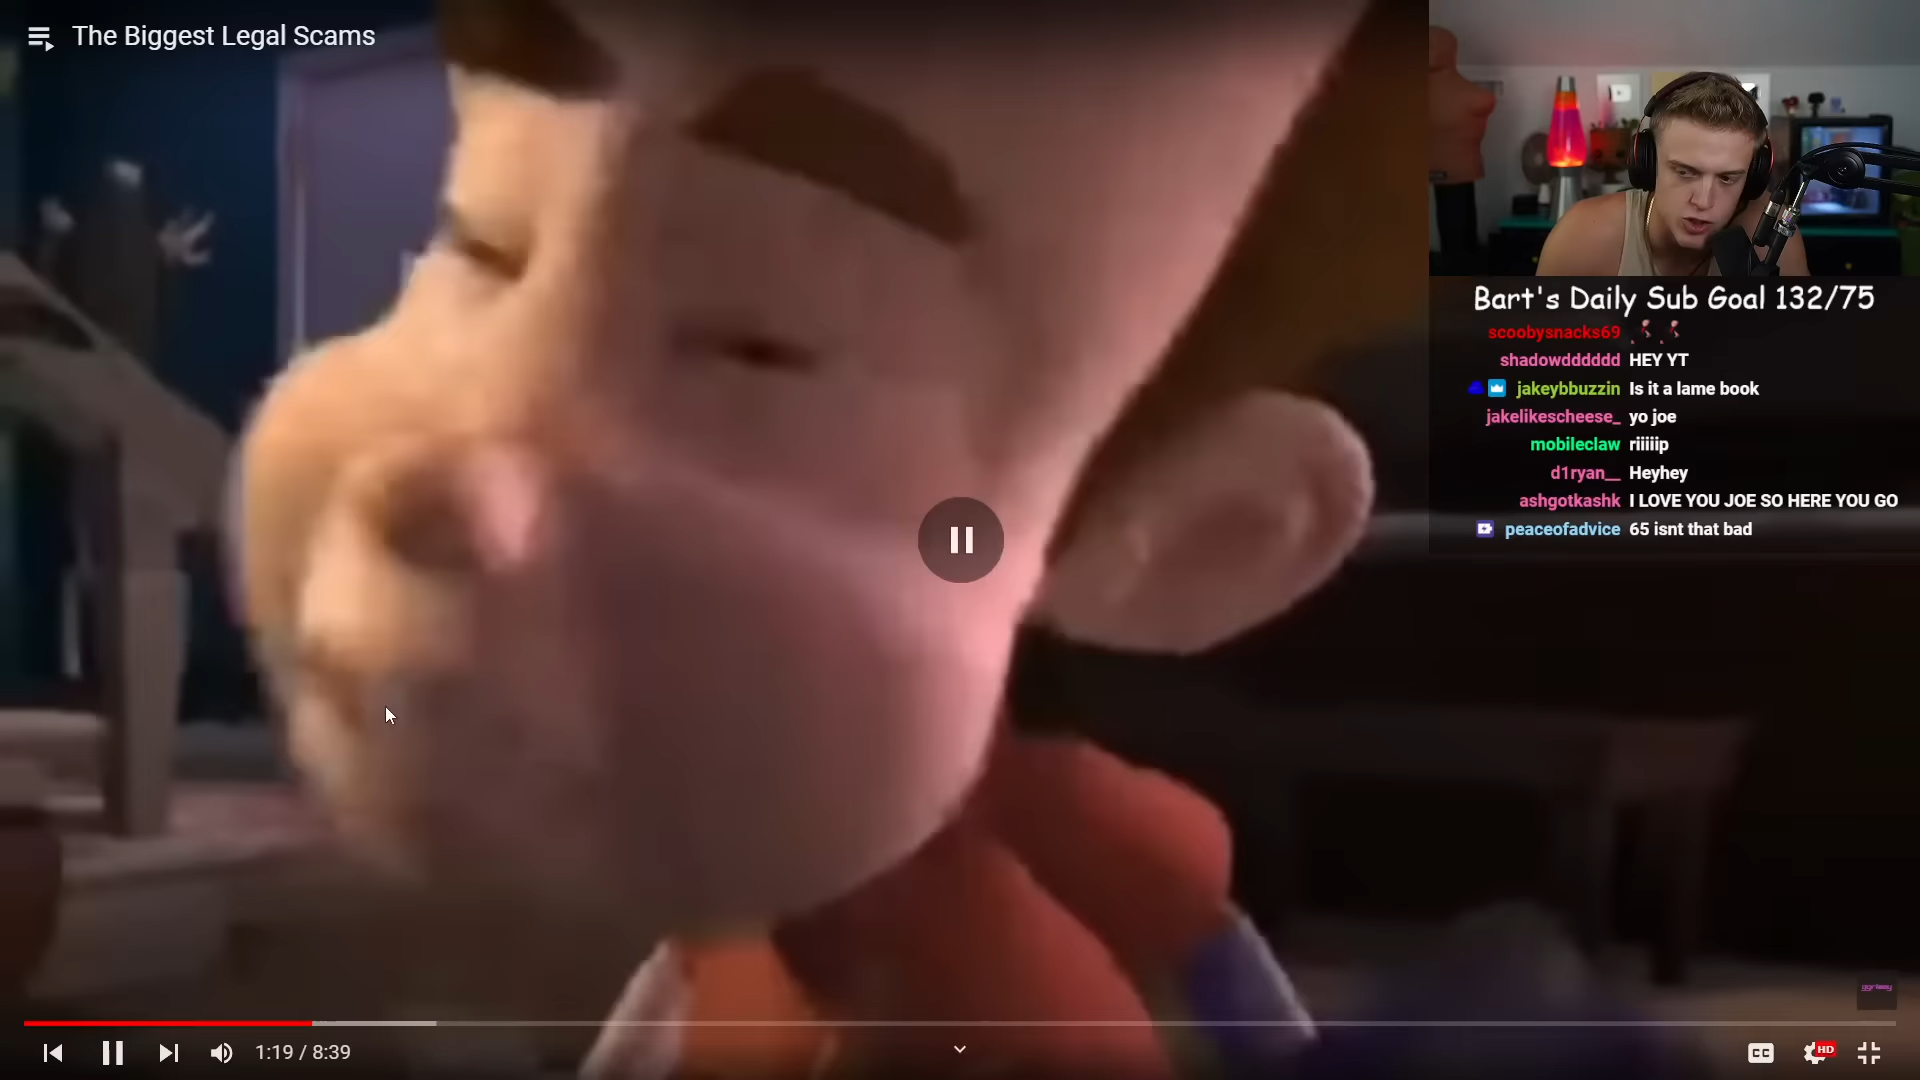 The Biggest Legal Scams
Bart's Daily Sub Goal 132/75
scoobysnacks69
shadowdddddd HEY YT
jakeybbuzzin Is it a lame book
jakelikescheese_ yo joe
mobileclaw riiiiip
d1ryan__ Heyhey
ashgotkashk I LOVE YOU JOE SO HERE YOU GO
peaceofadvice 65 isnt that bad
1:19 / 8:39
CC
HD